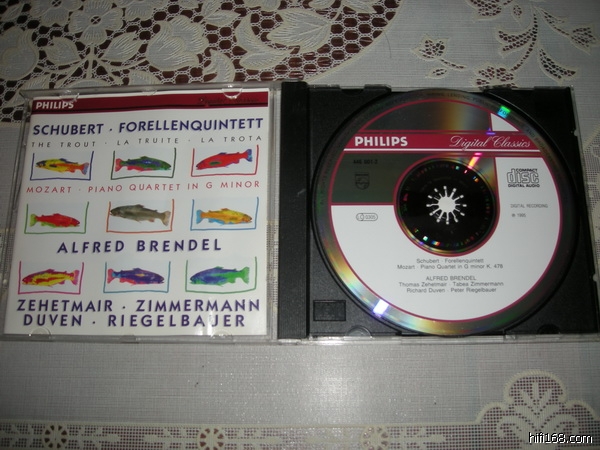 PHILIPS
SCHUBERT · FORELLENQUINTETT
THE TROUT · LA TRUITE · LA TROTA
MOZART · PIANO QUARTET IN G MINOR
ALFRED BRENDEL
ZEHETMAIR · ZIMMERMANN
DUVEN · RIEGELBAUER
PHILIPS Digital Classics
COMPACT
disc
DIGITAL AUDIO
DIGITAL RECORDING
Schubert : Forellenquintett
Mozart : Piano Quartet in G minor K. 478
ALFRED BRENDEL
Thomas Zehetmair · Tabea Zimmermann
Richard Duven · Peter Riegelbauer
hifi168.com